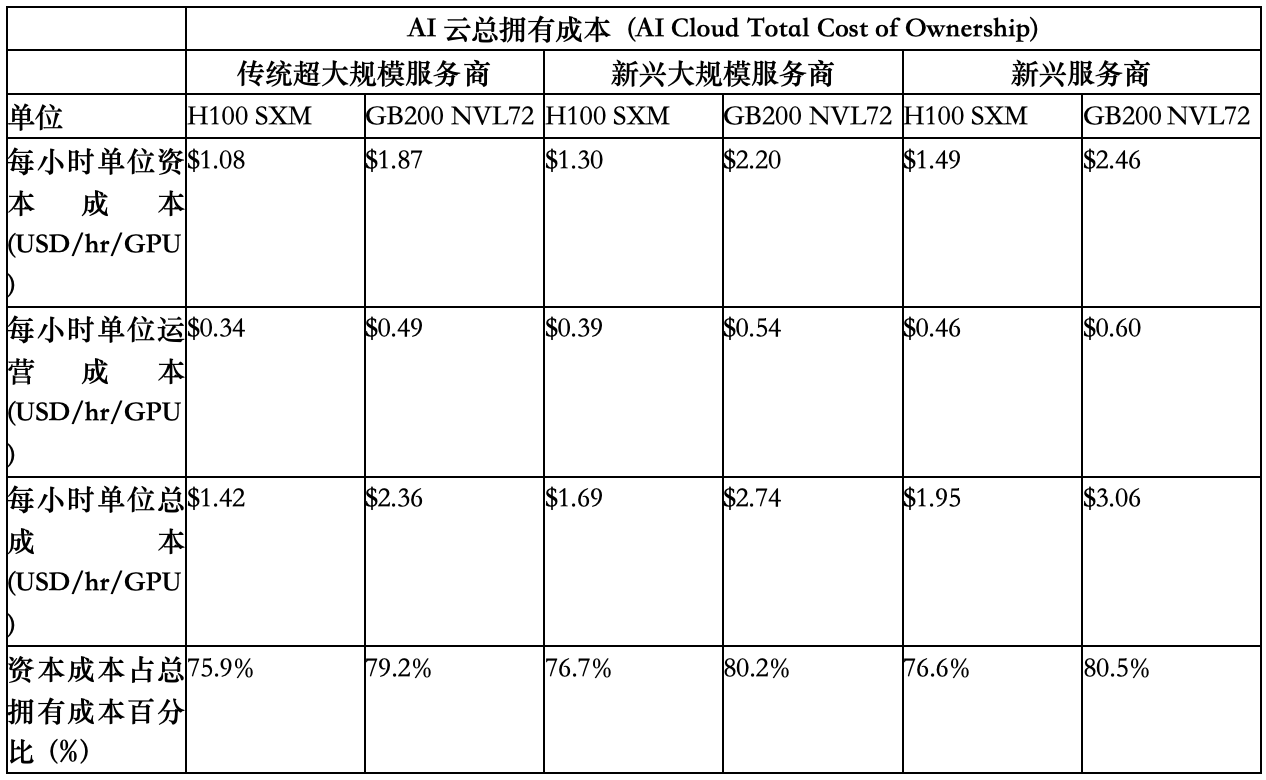 AI 云总拥有成本 (AI Cloud Total Cost of Ownership)
传统超大规模服务商 新兴大规模服务商 新兴服务商
单位 H100 SXM GB200 NVL72 H100 SXM GB200 NVL72 H100 SXM GB200 NVL72
每小时单位资 $1.08 $1.87 $1.30 $2.20 $1.49 $2.46
本成本
(USD/hr/GPU
)
每小时单位运 $0.34 $0.49 $0.39 $0.54 $0.46 $0.60
营成本
(USD/hr/GPU
)
每小时单位总 $1.42 $2.36 $1.69 $2.74 $1.95 $3.06
成本
(USD/hr/GPU
)
资本成本占总 75.9% 79.2% 76.7% 80.2% 76.6% 80.5%
拥有成本百分
比 (%)